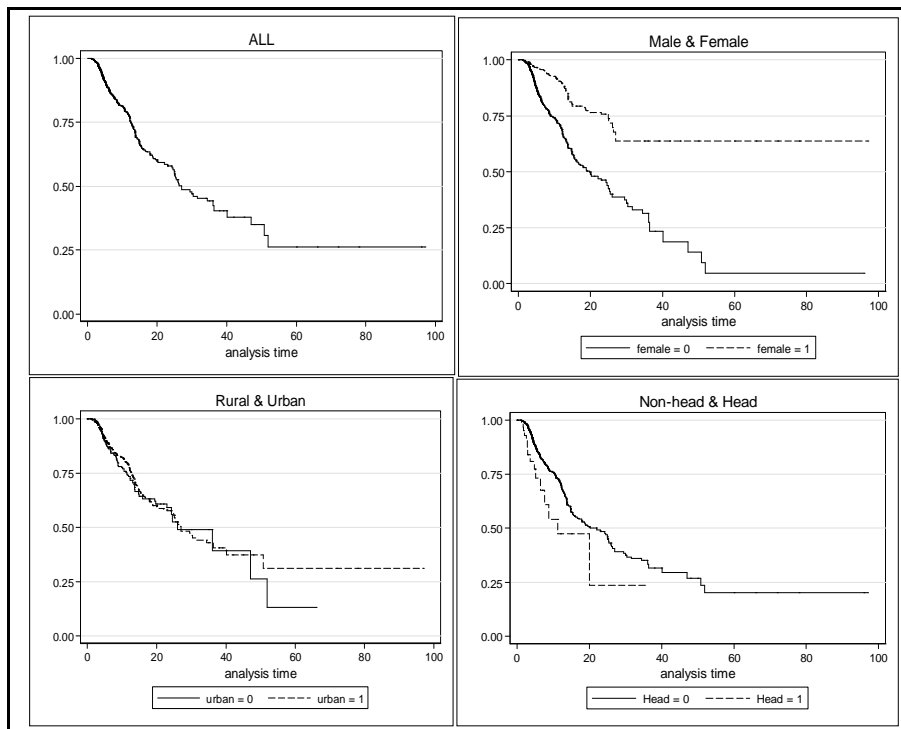 ALL
1.00
0.75
0.50
0.25
0.00
0 20 40 60 80 100
analysis time
Male & Female
1.00
0.75
0.50
0.25
0.00
0 20 40 60 80 100
analysis time
female = 0 female = 1
Rural & Urban
1.00
0.75
0.50
0.25
0.00
0 20 40 60 80 100
analysis time
urban = 0 urban = 1
Non-head & Head
1.00
0.75
0.50
0.25
0.00
0 20 40 60 80 100
analysis time
Head = 0 Head = 1